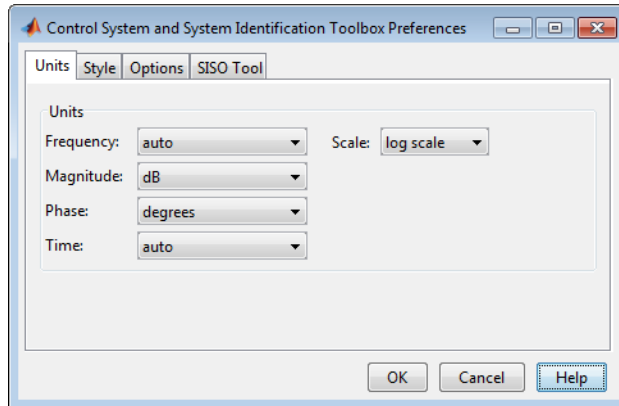 Control System and System Identification Toolbox Preferences
Units Style Options SISO Tool
Units
Frequency: auto Scale: log scale
Magnitude: dB
Phase: degrees
Time: auto
OK Cancel Help